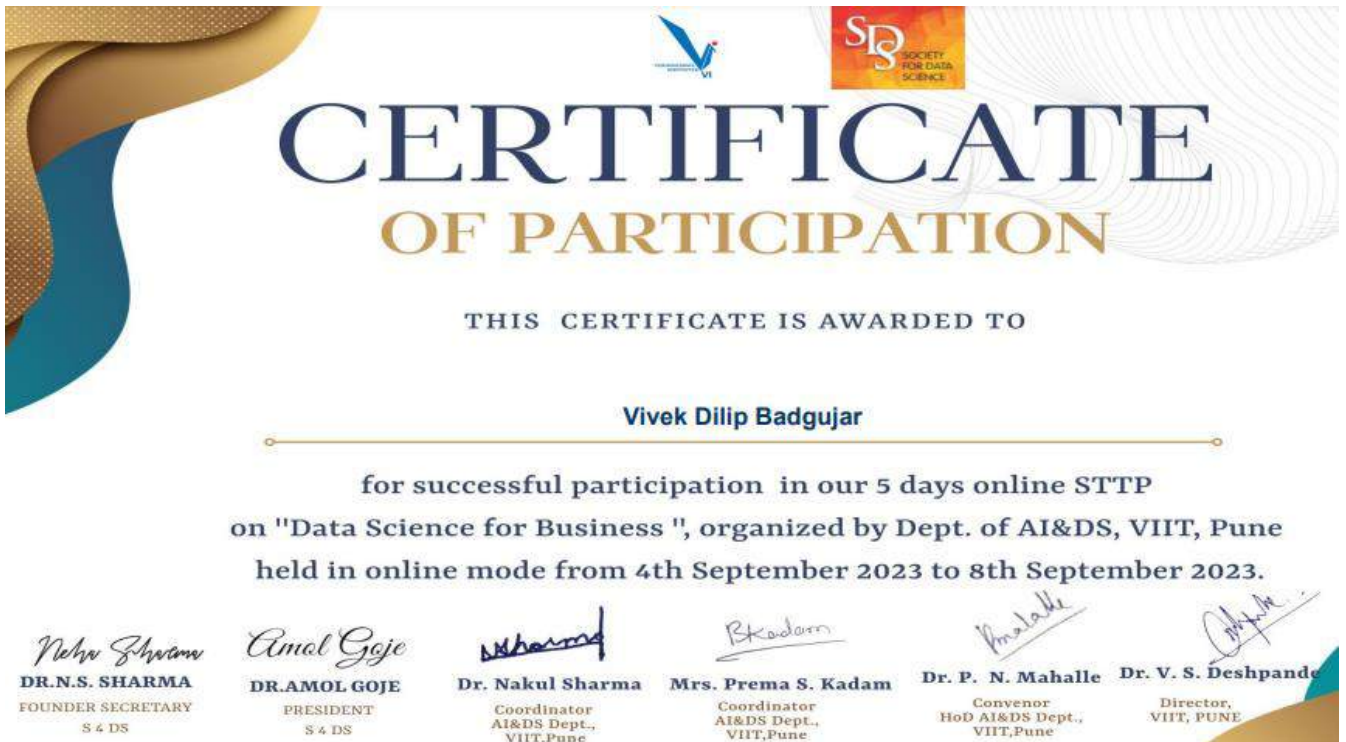 VI
SDS
SOCIETY
FOR DATA
SCIENCE
CERTIFICATE
OF PARTICIPATION
THIS CERTIFICATE IS AWARDED TO
Vivek Dilip Badgujar
for successful participation in our 5 days online STTP
on "Data Science for Business ", organized by Dept. of AI&DS, VIIT, Pune
held in online mode from 4th September 2023 to 8th September 2023.
Neha Sharma
DR.N.S. SHARMA
FOUNDER SECRETARY
S 4 DS
Amol Goje
DR.AMOL GOJE
PRESIDENT
S 4 DS
NSharma
Dr. Nakul Sharma
Coordinator
AI&DS Dept.,
VIIT,Pune
BKadam
Mrs. Prema S. Kadam
Coordinator
AI&DS Dept.,
VIIT,Pune
Dr. P. N. Mahalle
Convenor
HoD AI&DS Dept.,
VIIT,Pune
Dr. V. S. Deshpande
Director,
VIIT, PUNE